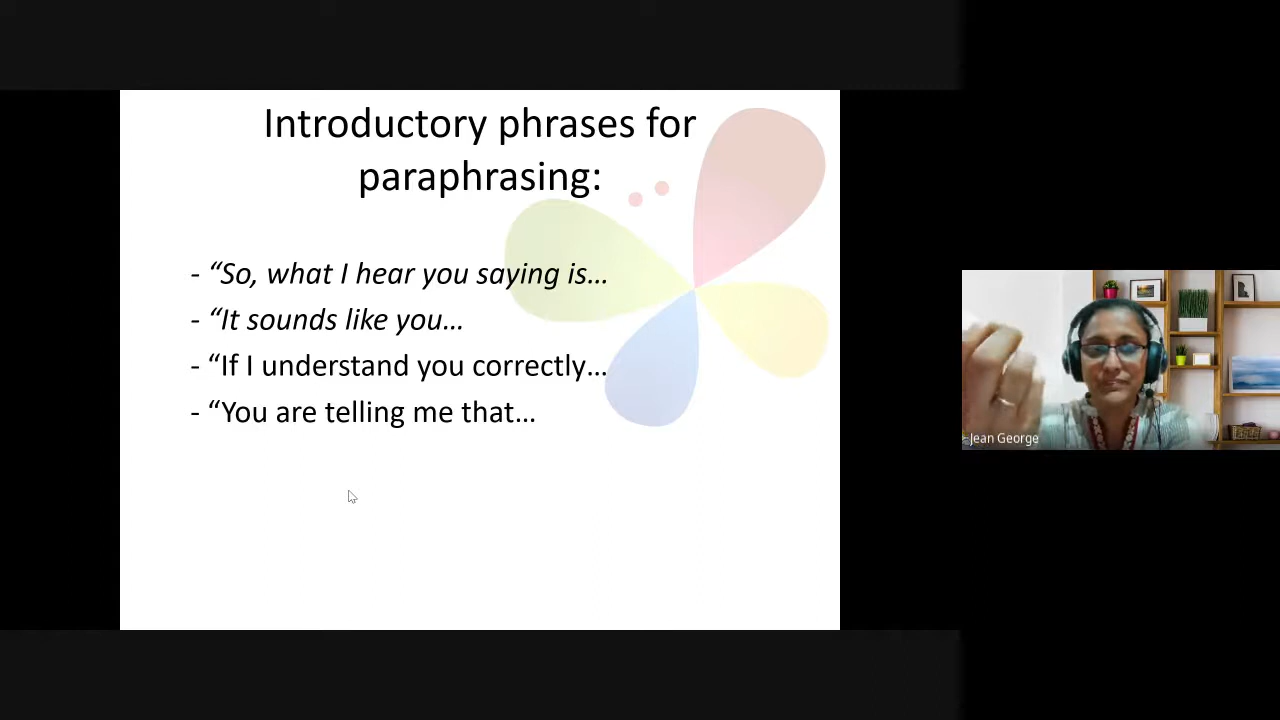 Introductory phrases for
paraphrasing:
- “So, what I hear you saying is…
- “It sounds like you…
- “If I understand you correctly…
- “You are telling me that…
Jean George